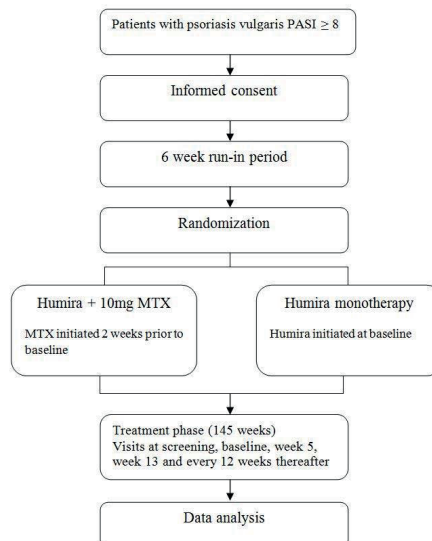 Patients with psoriasis vulgaris PASI ≥ 8
Informed consent
6 week run-in period
Randomization
Humira + 10mg MTX
MTX initiated 2 weeks prior to
baseline
Humira monotherapy
Humira initiated at baseline
Treatment phase (145 weeks)
Visits at screening, baseline, week 5,
week 13 and every 12 weeks thereafter
Data analysis